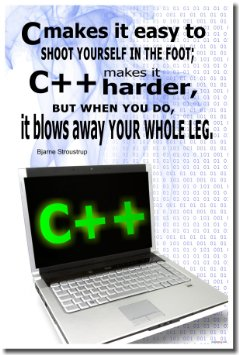 C makes it easy to
SHOOT YOURSELF IN THE FOOT;
C++ makes it
harder,
BUT WHEN YOU DO,
it blows away YOUR WHOLE LEG.
Bjarne Stroustrup
C++